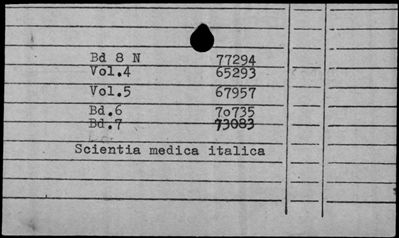 Bd 8 N 77294
Vol.4 65293
Vol.5 67957
Bd.6 70735
Bd.7 73083
Scientia medica italica